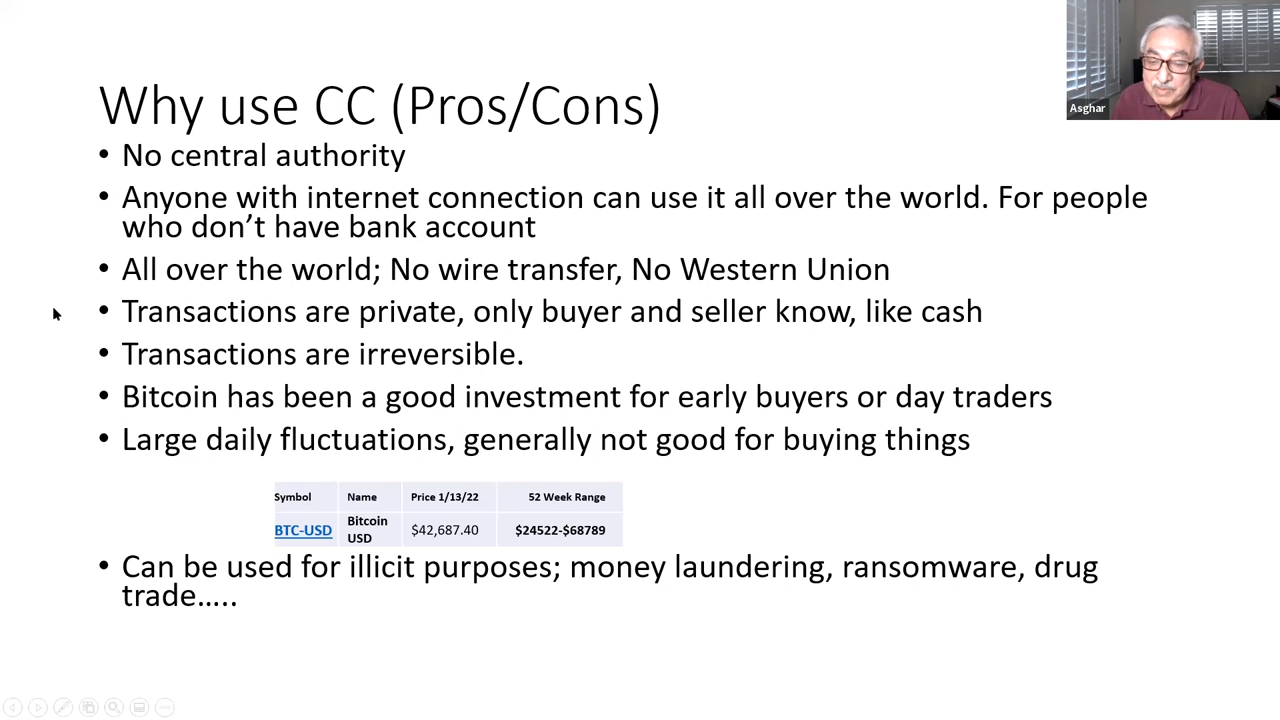 Asghar
Why use CC (Pros/Cons)
• No central authority
• Anyone with internet connection can use it all over the world. For people
who don’t have bank account
• All over the world; No wire transfer, No Western Union
• Transactions are private, only buyer and seller know, like cash
• Transactions are irreversible.
• Bitcoin has been a good investment for early buyers or day traders
• Large daily fluctuations, generally not good for buying things
Symbol Name Price 1/13/22 52 Week Range
BTC-USD Bitcoin USD $42,687.40 $24522-$68789
• Can be used for illicit purposes; money laundering, ransomware, drug
trade…..